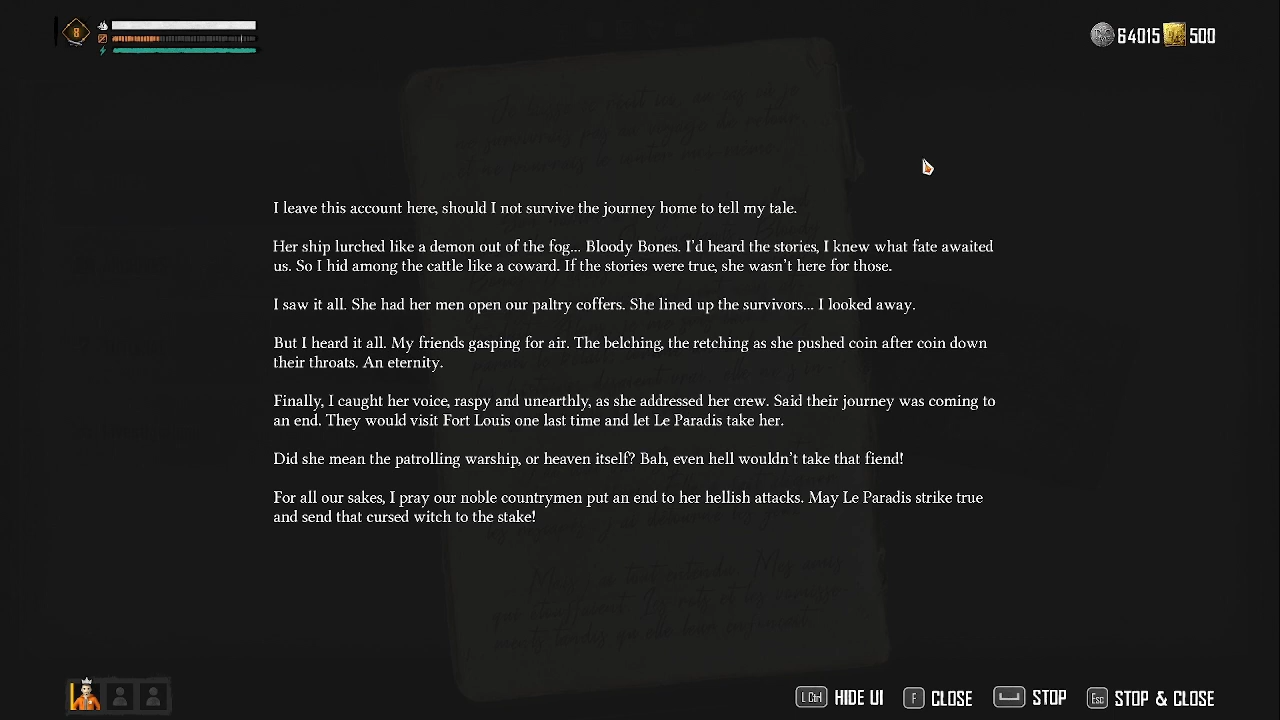 8
64015 500
I leave this account here, should I not survive the journey home to tell my tale.
Her ship lurched like a demon out of the fog... Bloody Bones. I'd heard the stories, I knew what fate awaited
us. So I hid among the cattle like a coward. If the stories were true, she wasn't here for those.
I saw it all. She had her men open our paltry coffers. She lined up the survivors... I looked away.
But I heard it all. My friends gasping for air. The belching, the retching as she pushed coin after coin down
their throats. An eternity.
Finally, I caught her voice, raspy and unearthly, as she addressed her crew. Said their journey was coming to
an end. They would visit Fort Louis one last time and let Le Paradis take her.
Did she mean the patrolling warship, or heaven itself? Bah, even hell wouldn't take that fiend!
For all our sakes, I pray our noble countrymen put an end to her hellish attacks. May Le Paradis strike true
and send that cursed witch to the stake!
L Ctrl HIDE UI F CLOSE STOP Esc STOP & CLOSE